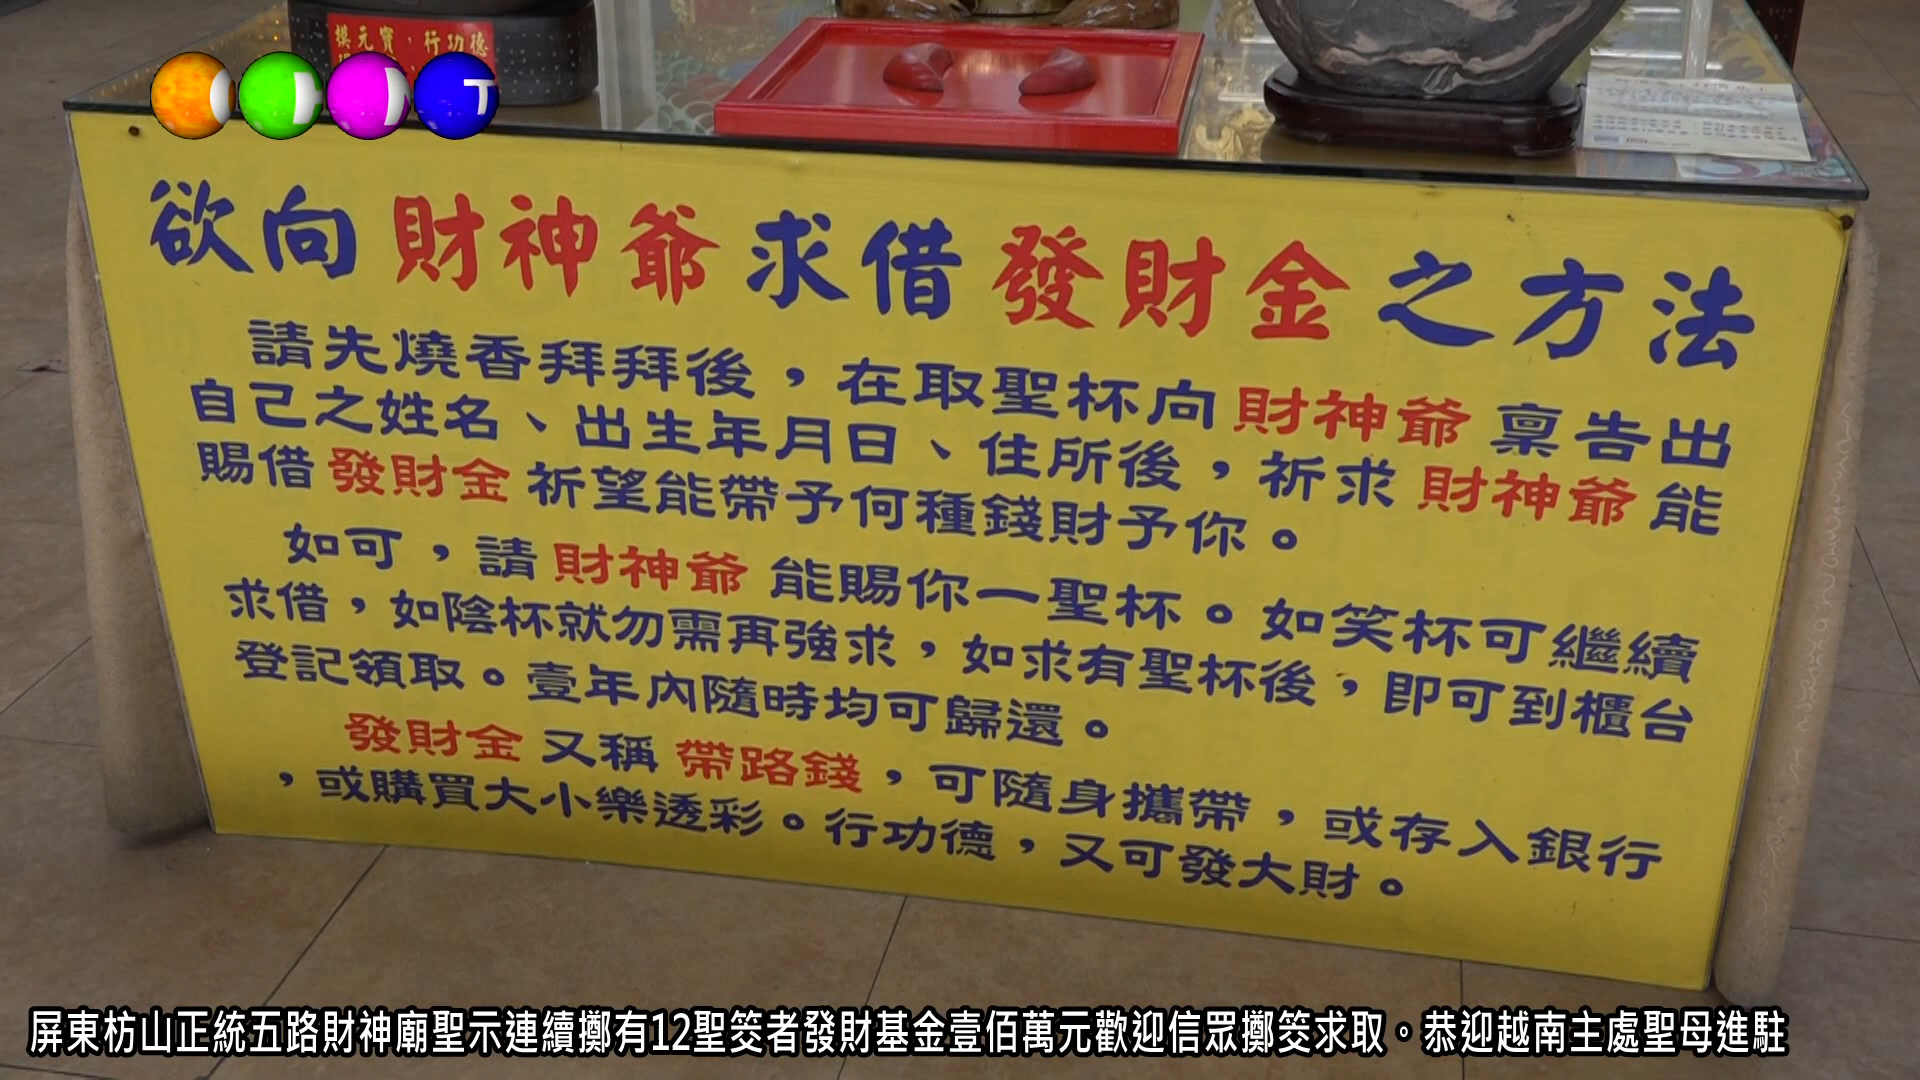 摸元寶，行功德
T
欲向財神爺求借發財金之方法
請先燒香拜拜後，在取聖杯向財神爺稟告出
自己之姓名、出生年月日、住所後，祈求財神爺能
賜借發財金祈望能帶予何種錢財予你。
如可，請財神爺能賜你一聖杯。如笑杯可繼續
求借，如陰杯就勿需再強求，如求有聖杯後，即可到櫃台
登記領取。壹年內隨時均可歸還。
發財金又稱帶路錢，可隨身攜帶，或存入銀行
，或購買大小樂透彩。行功德，又可發大財。
屏東枋山正統五路財神廟聖示連續擲有12聖筊者發財基金壹佰萬元歡迎信眾擲筊求取。恭迎越南主處聖母進駐